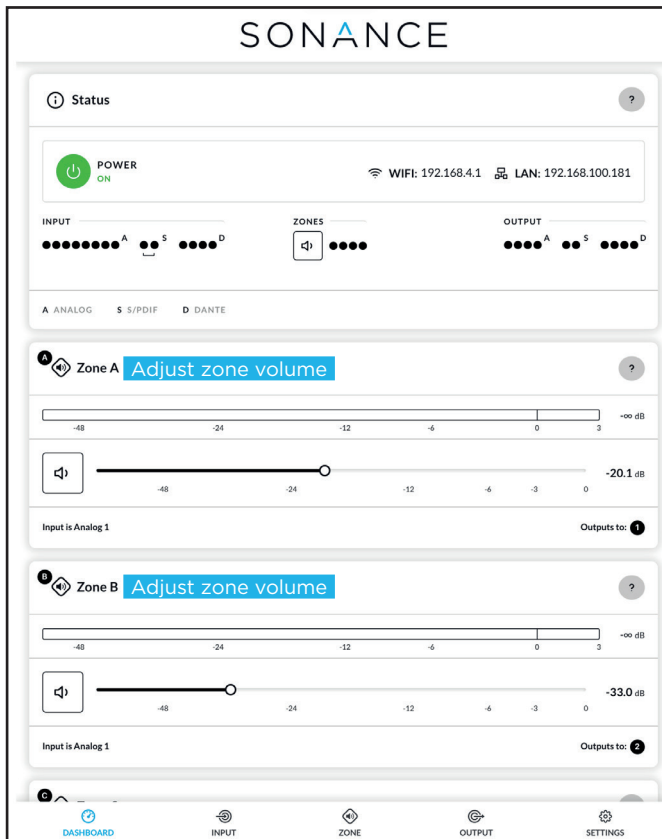 SONANCE
Status ?
POWER
ON
WIFI: 192.168.4.1 LAN: 192.168.100.181
INPUT ZONES OUTPUT
A S D A S D
A ANALOG S S/PDIF D DANTE
A Zone A Adjust zone volume ?
-∞ dB
-48 -24 -12 -6 0 3
-20.1 dB
-48 -24 -12 -6 -3 0
Input is Analog 1 Outputs to: 1
B Zone B Adjust zone volume ?
-∞ dB
-48 -24 -12 -6 0 3
-33.0 dB
-48 -24 -12 -6 -3 0
Input is Analog 1 Outputs to: 2
C
DASHBOARD INPUT ZONE OUTPUT SETTINGS